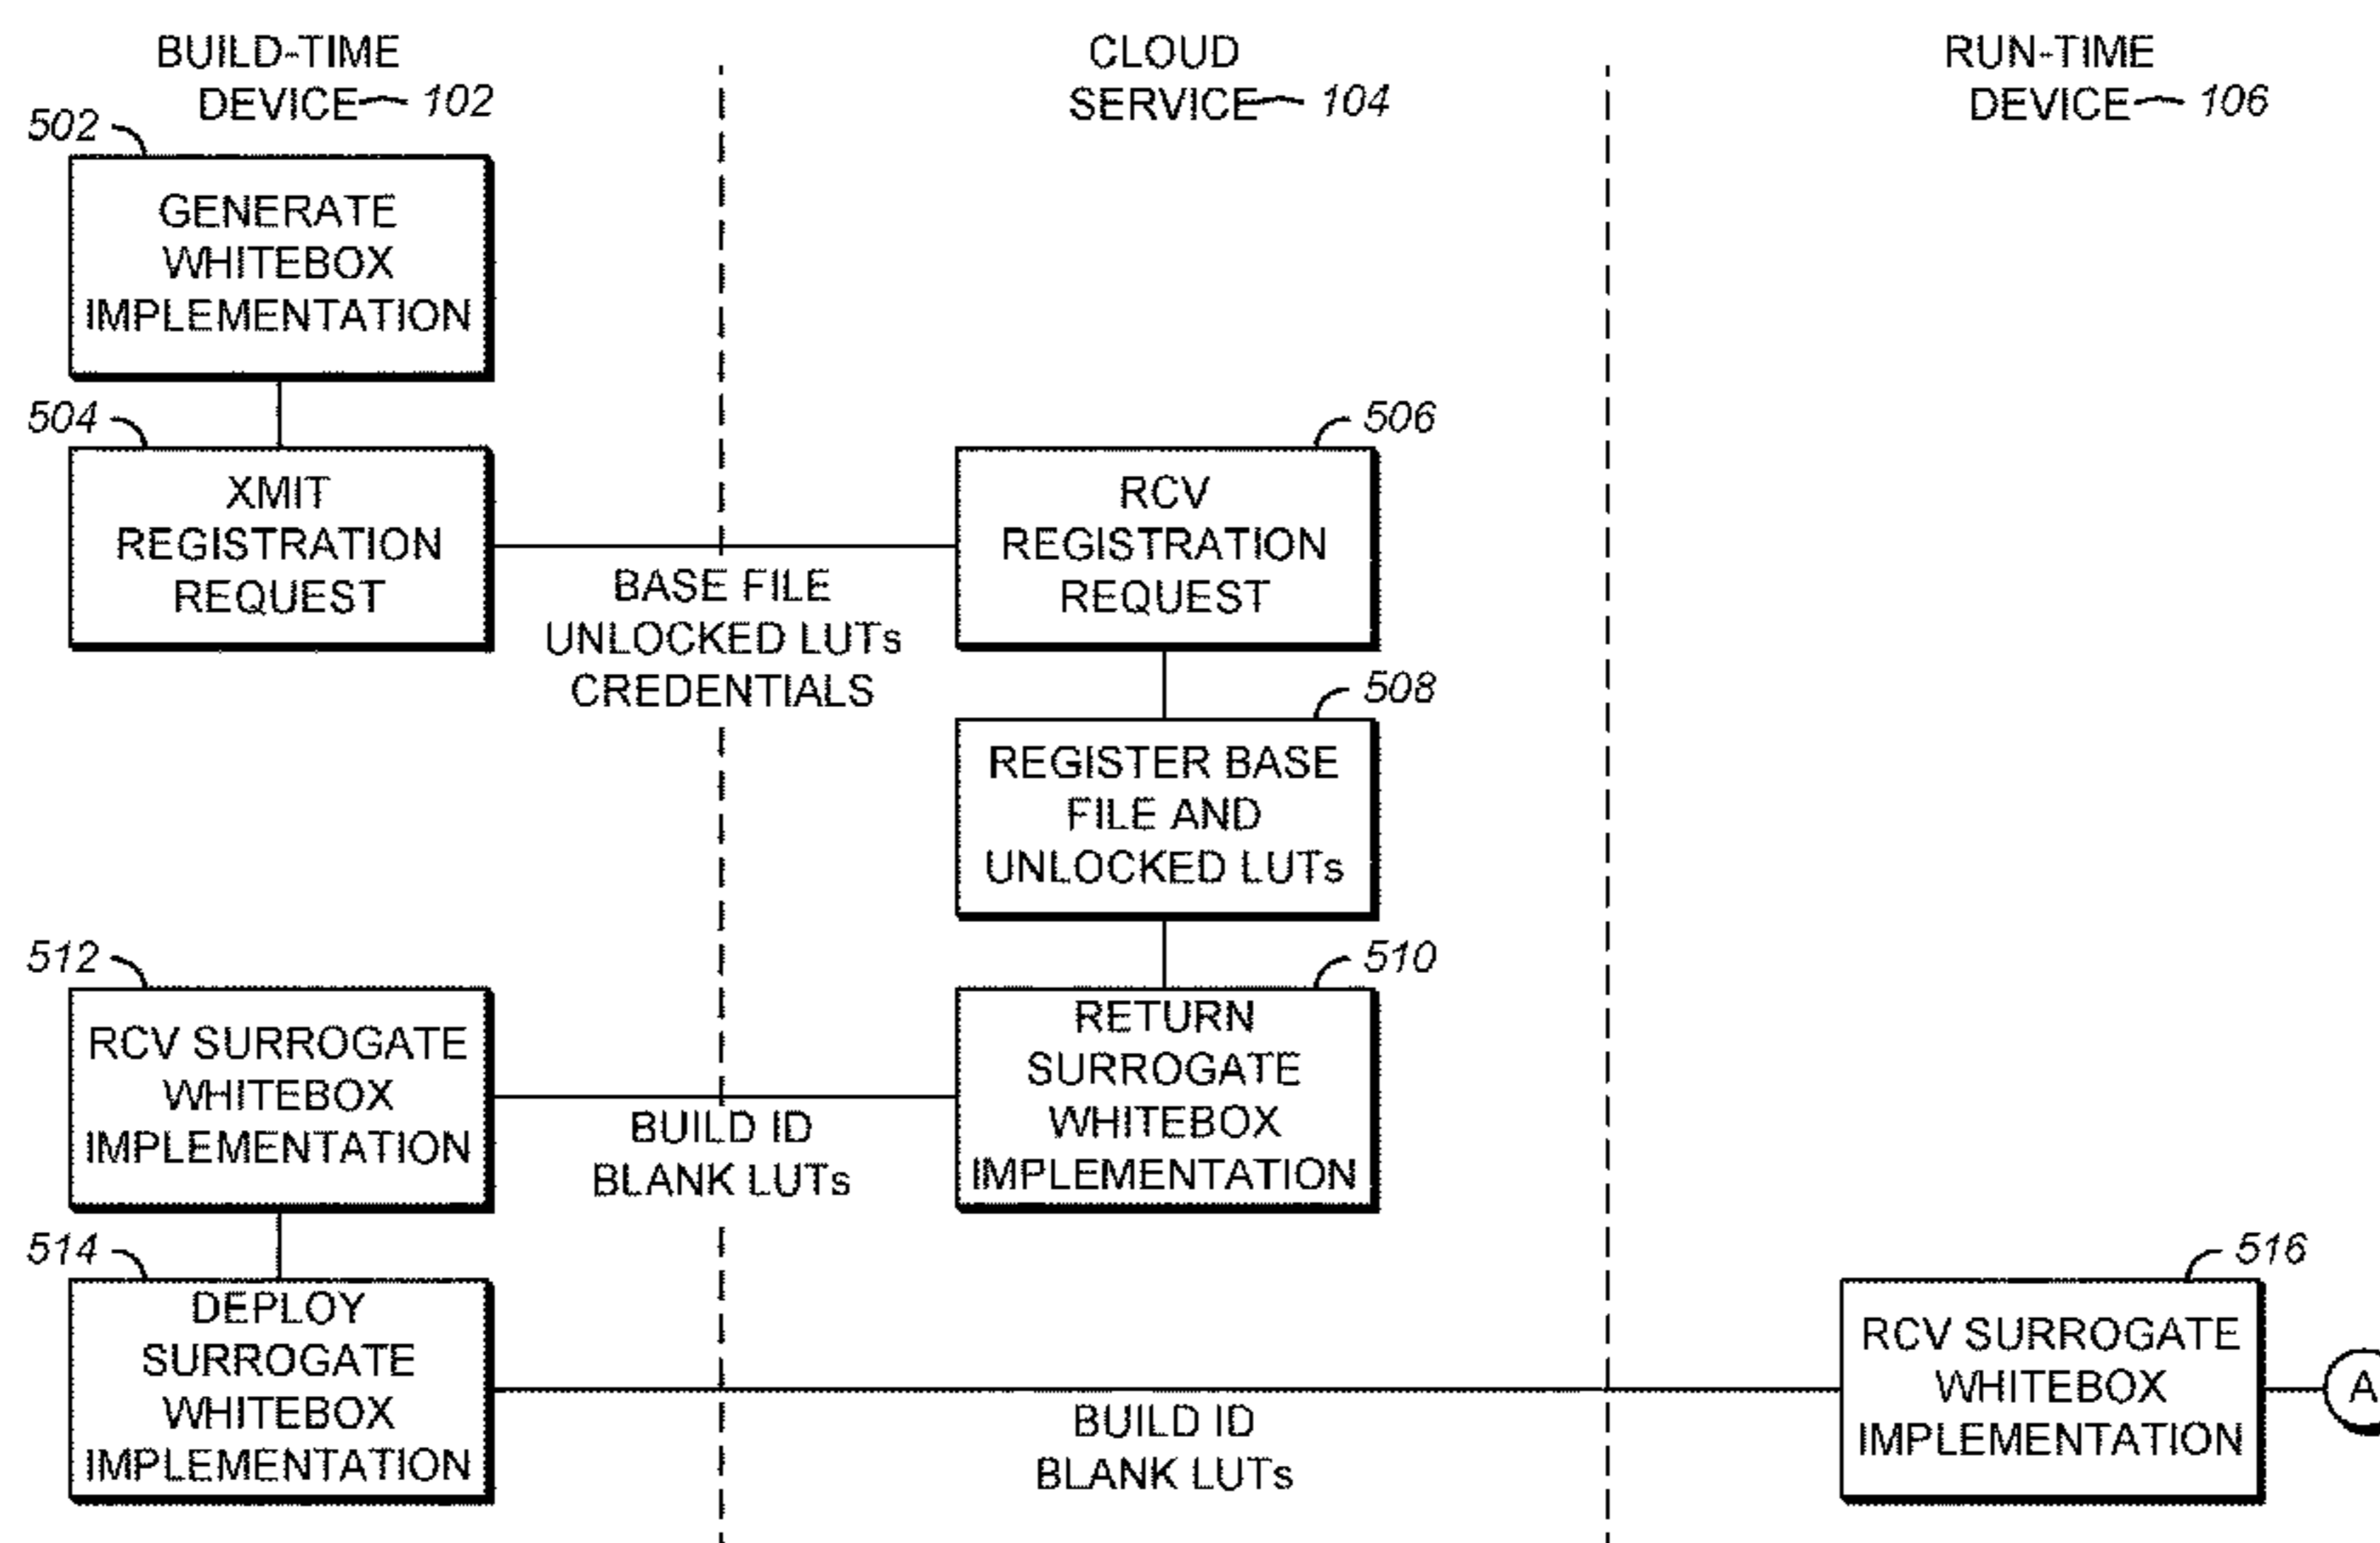 BUILD-TIME
DEVICE 102
CLOUD
SERVICE 104
RUN-TIME
DEVICE 106
502
GENERATE
WHITEBOX
IMPLEMENTATION
504
XMIT
REGISTRATION
REQUEST
BASE FILE
UNLOCKED LUTs
CREDENTIALS
506
RCV
REGISTRATION
REQUEST
508
REGISTER BASE
FILE AND
UNLOCKED LUTs
510
RETURN
SURROGATE
WHITEBOX
IMPLEMENTATION
BUILD ID
BLANK LUTs
512
RCV SURROGATE
WHITEBOX
IMPLEMENTATION
514
DEPLOY
SURROGATE
WHITEBOX
IMPLEMENTATION
BUILD ID
BLANK LUTs
516
RCV SURROGATE
WHITEBOX
IMPLEMENTATION
A